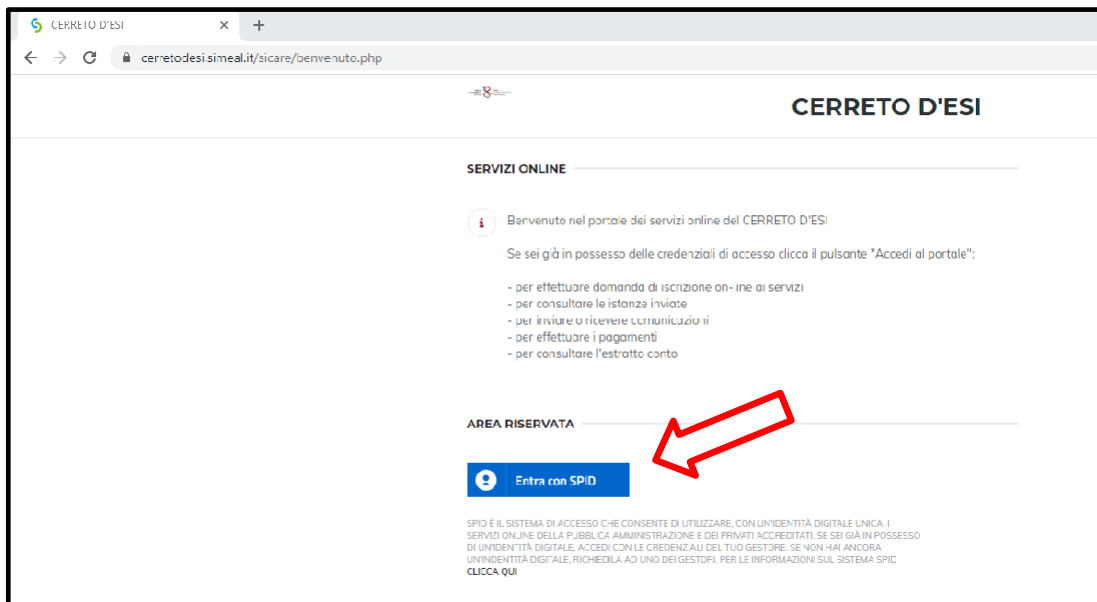 CERRETO D'ESI
cerretodesi.simeal.it/sicare/benvenuto.php
CERRETO D'ESI
SERVIZI ONLINE
Benvenuto nel portale dei servizi online del CERRETO D'ESI
Se sei già in possesso delle credenziali di accesso clicca il pulsante "Accedi al portale":
- per effettuare domanda di iscrizione on-line ai servizi
- per consultare le istanze inviate
- per inviare o ricevere comunicazioni
- per effettuare i pagamenti
- per consultare l'estratto conto
AREA RISERVATA
Entra con SPID
SPID È IL SISTEMA DI ACCESSO CHE CONSENTE DI UTILIZZARE, CON UN'IDENTITÀ DIGITALE UNICA, I
SERVIZI ONLINE DELLA PUBBLICA AMMINISTRAZIONE E DEI PRIVATI ACCREDITATI. SE SEI GIÀ IN POSSESSO
DI UN'IDENTITÀ DIGITALE, ACCEDI CON LE CREDENZIALI DEL TUO GESTORE. SE NON HAI ANCORA
UN'INDENTITÀ DIGITALE, RICHIEDILA AD UNO DEI GESTORI. PER LE INFORMAZIONI SUL SISTEMA SPID
CLICCA QUI